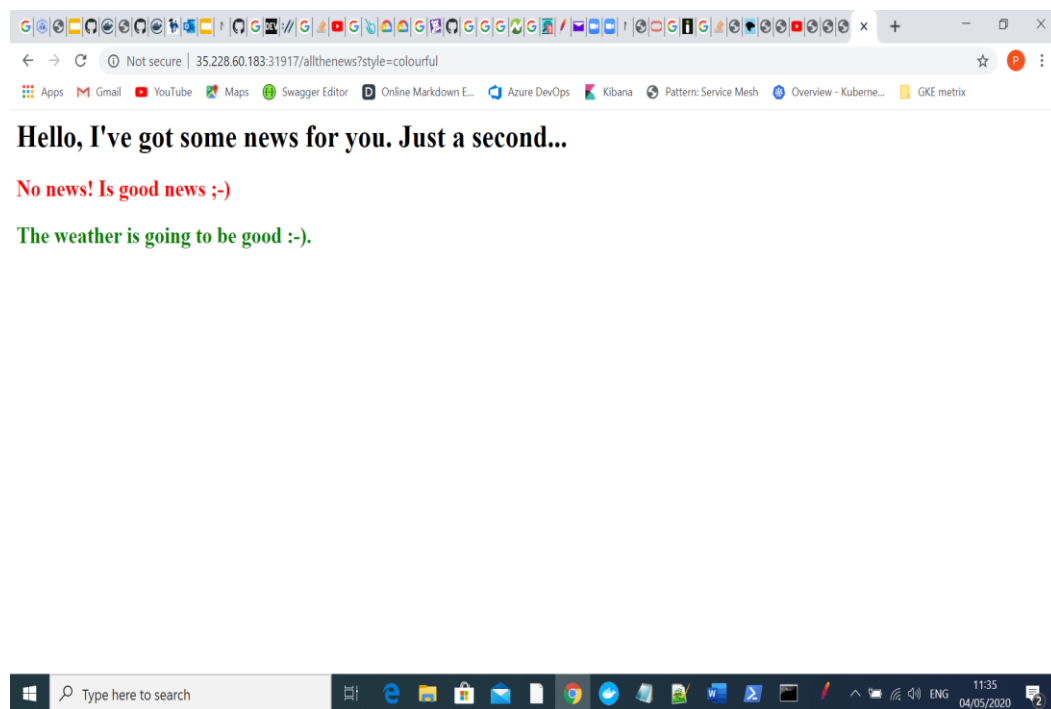 Not secure | 35.228.60.183:31917/allthenews?style=colourful
P
Apps Gmail YouTube Maps Swagger Editor Online Markdown E... Azure DevOps Kibana Pattern: Service Mesh Overview - Kuberne... GKE metrix
Hello, I've got some news for you. Just a second...
No news! Is good news ;-)
The weather is going to be good :-).
Type here to search
ENG
11:35
04/05/2020
2